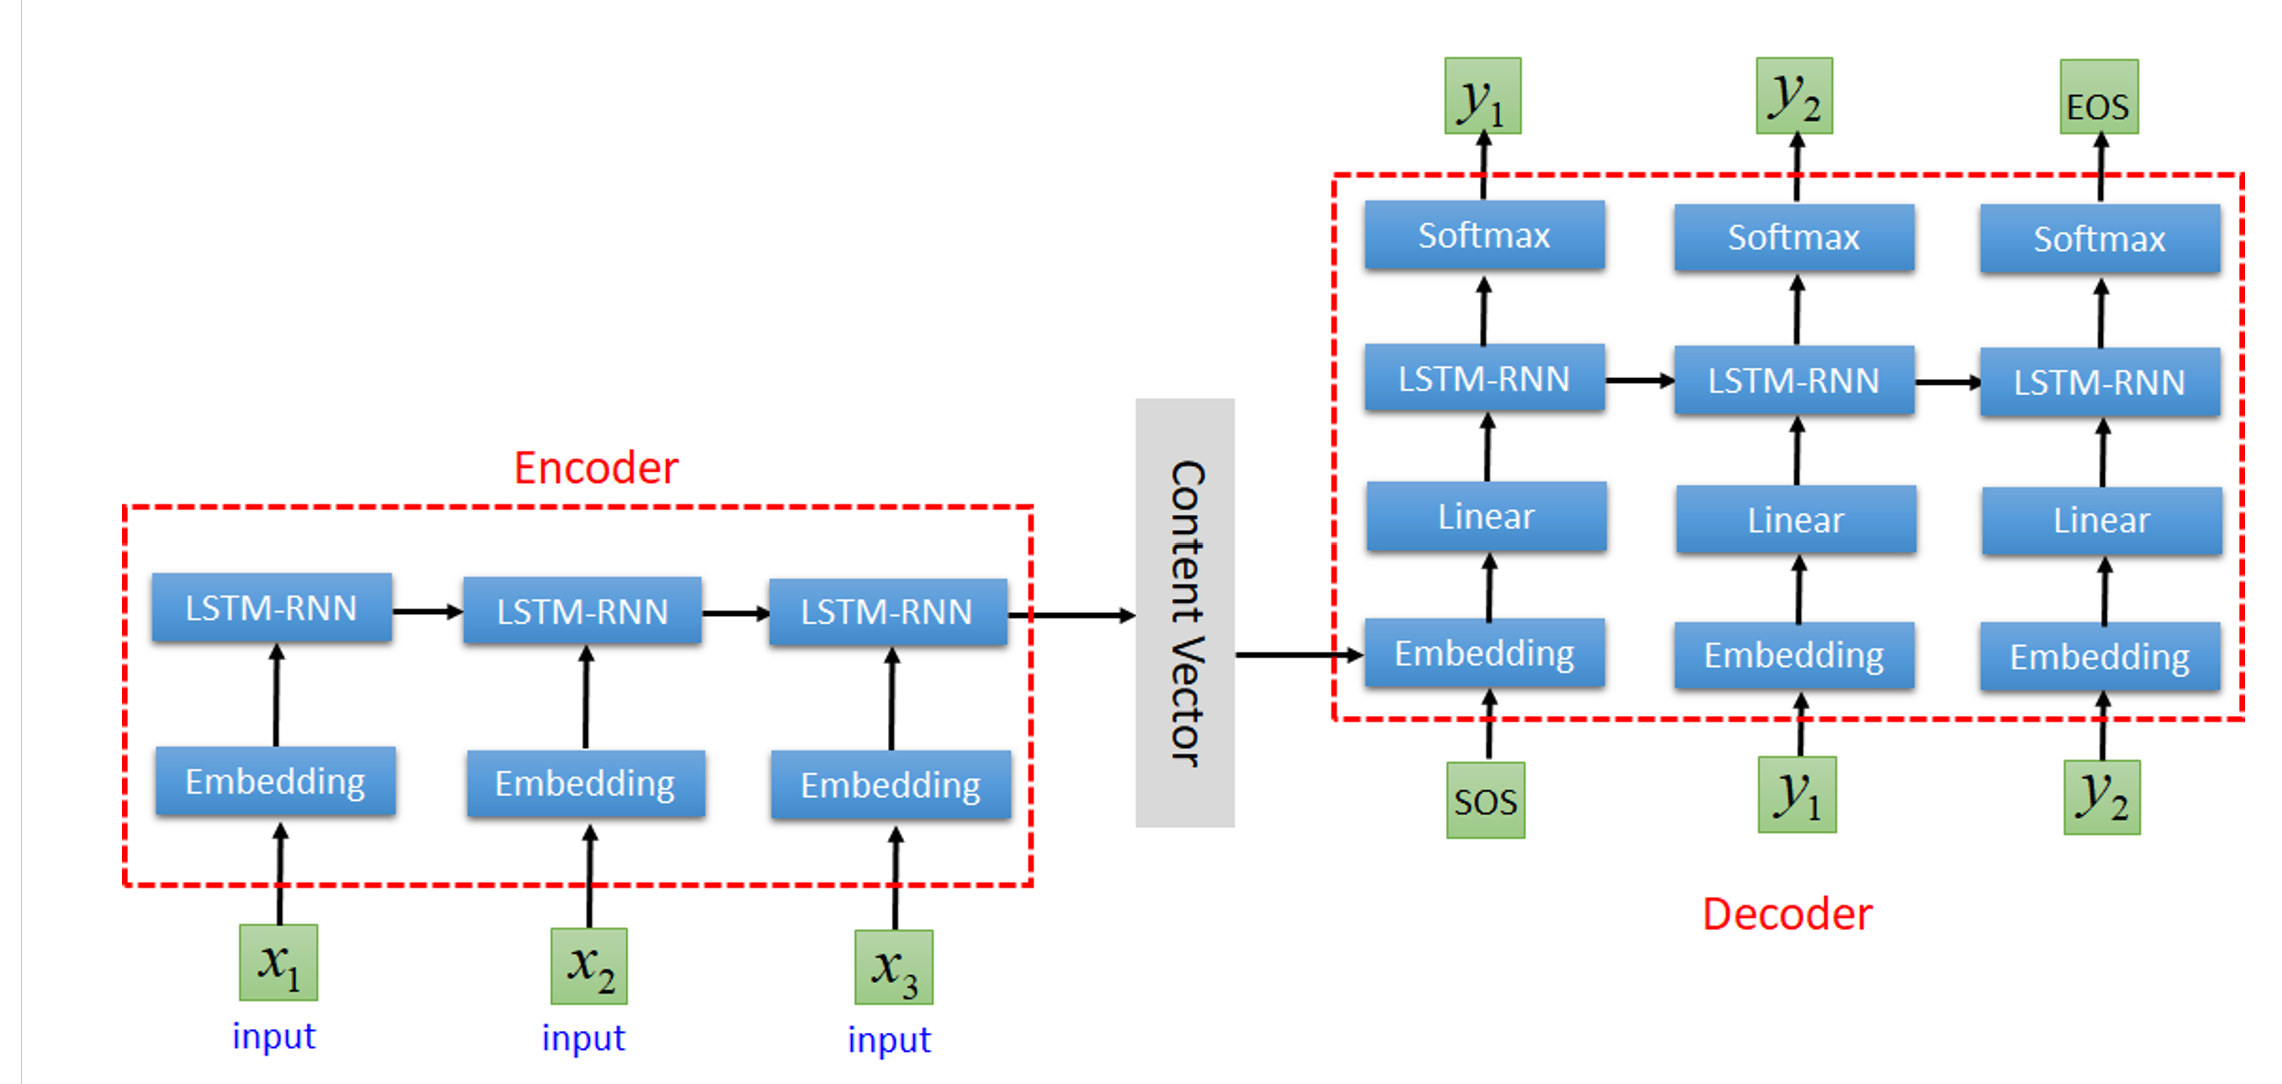 Encoder
LSTM-RNN
LSTM-RNN
LSTM-RNN
Embedding
Embedding
Embedding
x₁
x₂
x₃
input
input
input
Content Vector
y₁
y₂
EOS
Softmax
Softmax
Softmax
LSTM-RNN
LSTM-RNN
LSTM-RNN
Linear
Linear
Linear
Embedding
Embedding
Embedding
SOS
y₁
y₂
Decoder